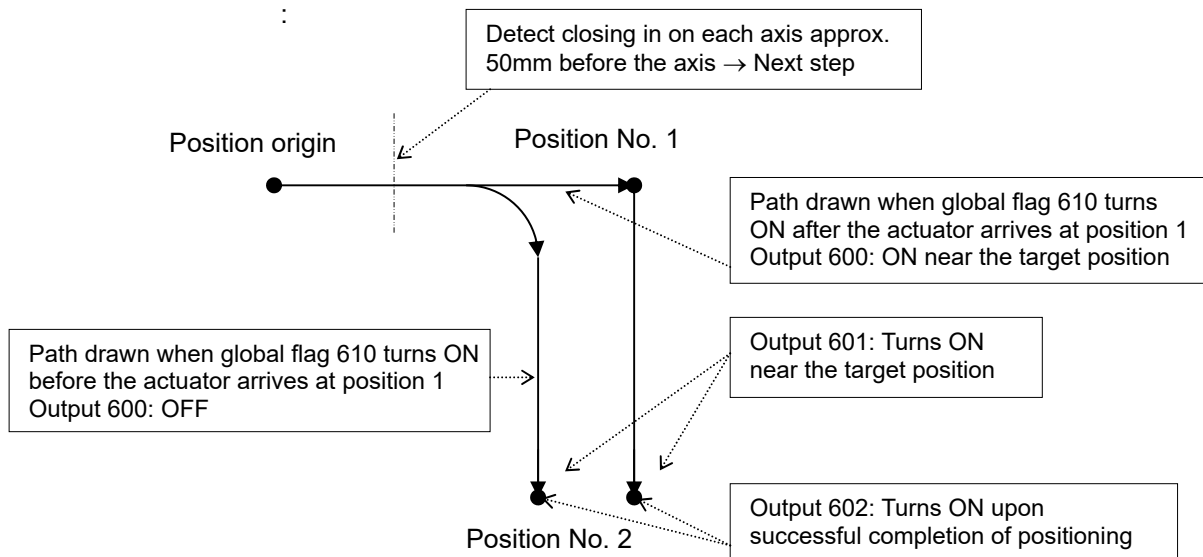 :
Detect closing in on each axis approx.
50mm before the axis → Next step
Position origin
Position No. 1
Path drawn when global flag 610 turns
ON after the actuator arrives at position 1
Output 600: ON near the target position
Path drawn when global flag 610 turns ON
before the actuator arrives at position 1
Output 600: OFF
Output 601: Turns ON
near the target position
Output 602: Turns ON upon
successful completion of positioning
Position No. 2